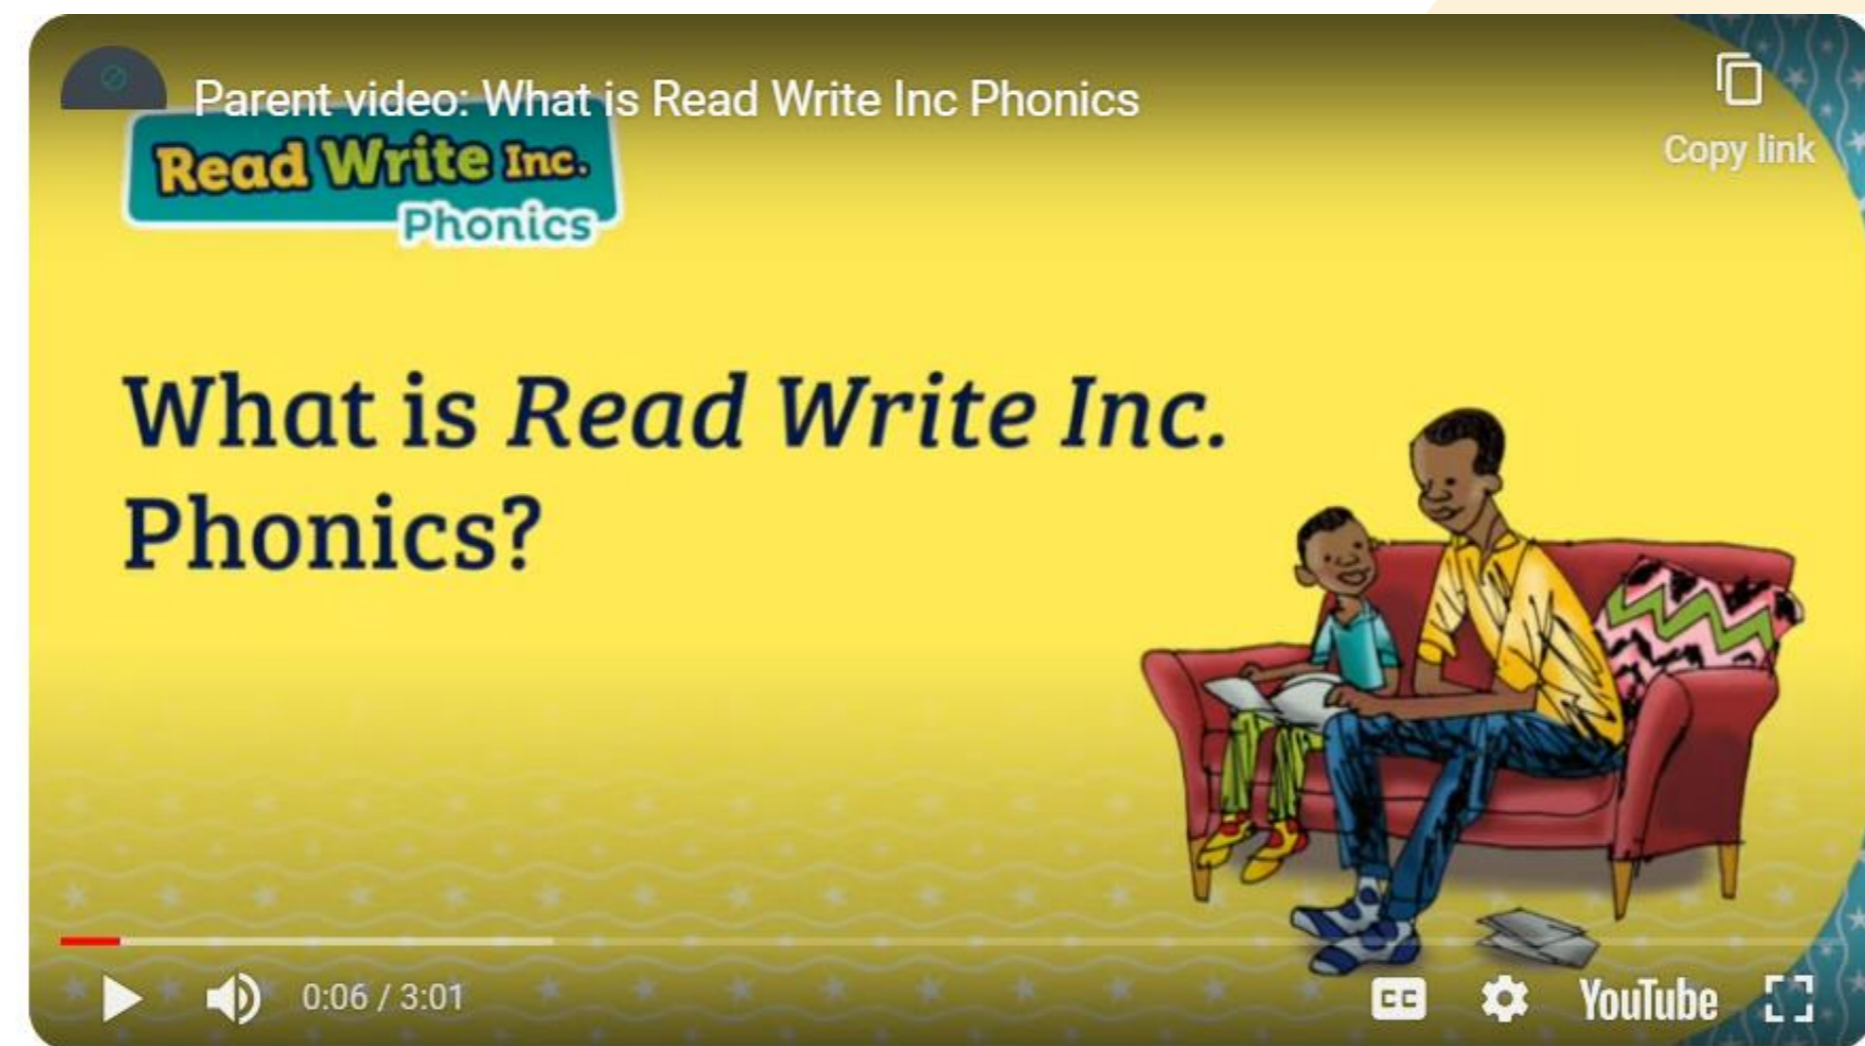 Parent video: What is Read Write Inc Phonics
Copy link
Read Write Inc.
Phonics
What is Read Write Inc.
Phonics?
0:06 / 3:01
CC
YouTube